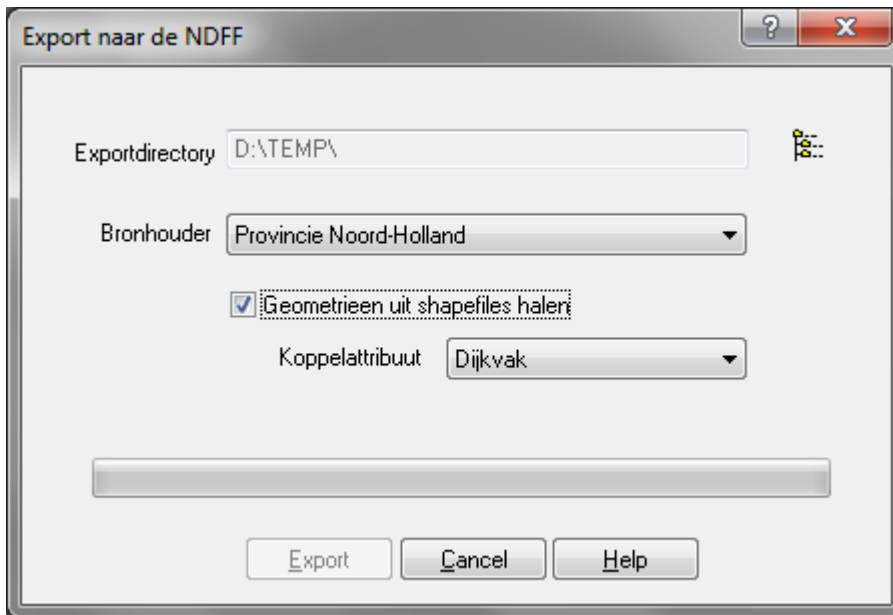 Export naar de NDFF
Exportdirectory D:\TEMP\
Bronhouder Provincie Noord-Holland
Geometrieen uit shapefiles halen
Koppelattribuut Dijkvak
Export Cancel Help